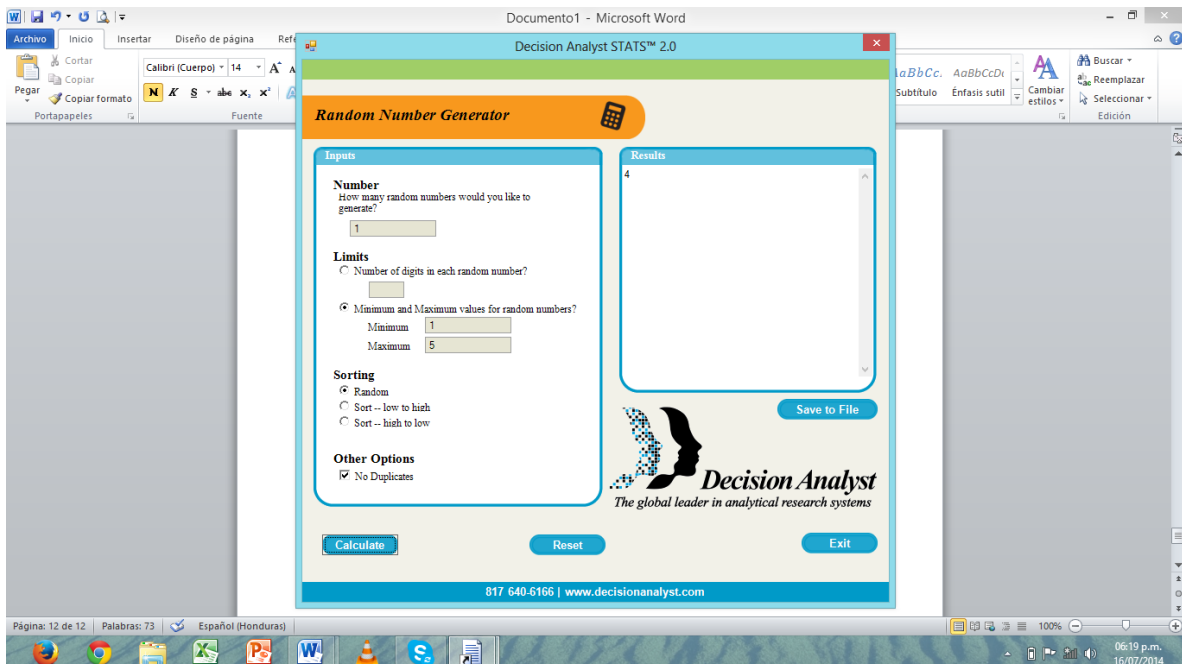 Documento1 - Microsoft Word
Archivo Inicio Insertar Diseño de página
Cortar
Copiar
Copiar formato
Pegar
Portapapeles
Calibri (Cuerpo) 14
N K S abc x₂ x²
Fuente
AaBbCcDc
Subtítulo Énfasis sutil
Cambiar estilos
Buscar
Reemplazar
Seleccionar
Edición
Decision Analyst STATS™ 2.0
Random Number Generator
Inputs
Number
How many random numbers would you like to
generate?
1
Limits
Number of digits in each random number?
Minimum and Maximum values for random numbers?
Minimum 1
Maximum 5
Sorting
Random
Sort -- low to high
Sort -- high to low
Other Options
No Duplicates
Results
4
Save to File
Decision Analyst
The global leader in analytical research systems
Calculate Reset Exit
817 640-6166 | www.decisionanalyst.com
Página: 12 de 12 Palabras: 73 Español (Honduras) 100%
06:19 p.m.
16/07/2014